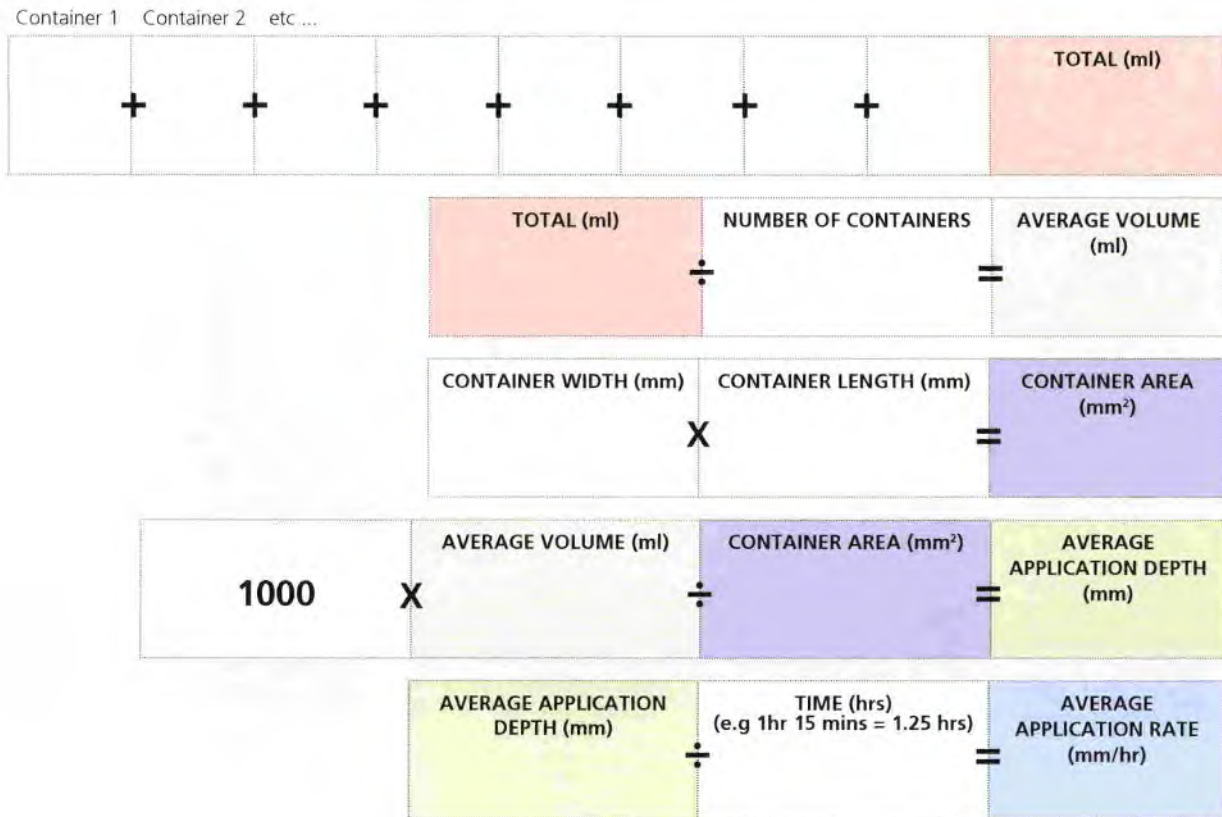 Container 1 Container 2 etc ...
TOTAL (ml)
+ + + + + + +
TOTAL (ml) NUMBER OF CONTAINERS AVERAGE VOLUME
(ml)
÷ =
CONTAINER WIDTH (mm) CONTAINER LENGTH (mm) CONTAINER AREA
(mm²)
X =
AVERAGE VOLUME (ml) CONTAINER AREA (mm²) AVERAGE
APPLICATION DEPTH
(mm)
1000 X ÷ =
AVERAGE APPLICATION
DEPTH (mm)
TIME (hrs)
(e.g 1hr 15 mins = 1.25 hrs)
AVERAGE
APPLICATION RATE
(mm/hr)
÷ =